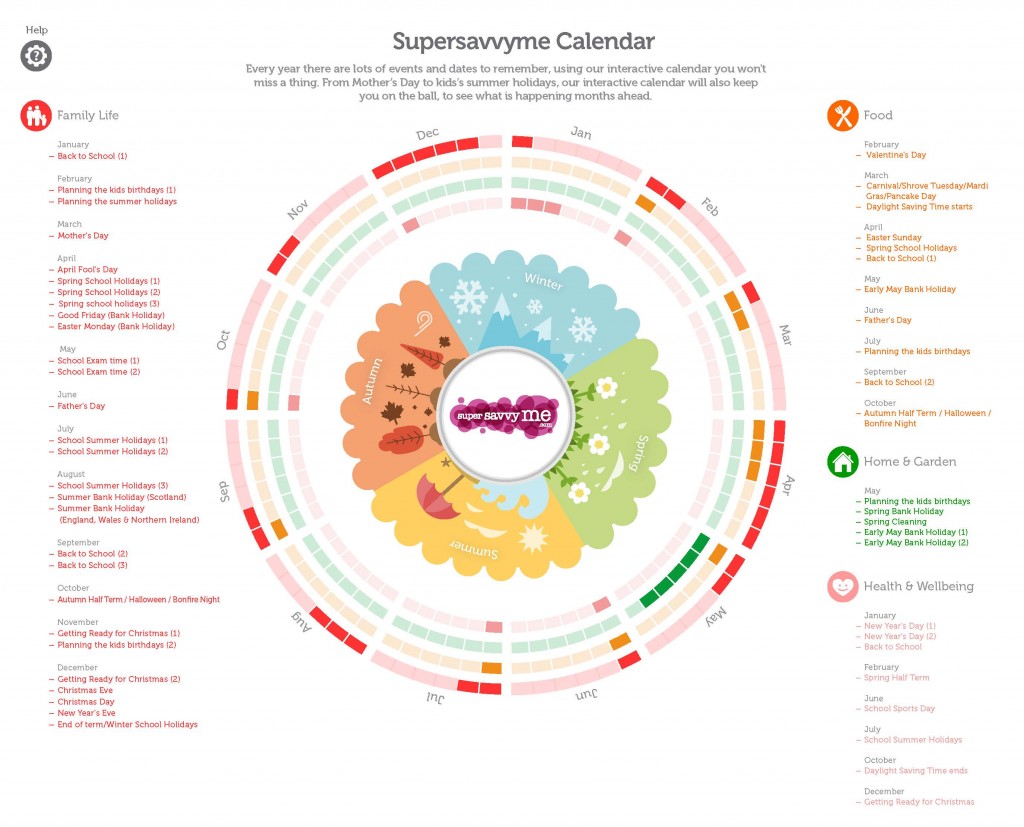 Help
Supersavvyme Calendar
Every year there are lots of events and dates to remember, using our interactive calendar you won't
miss a thing. From Mother's Day to kids's summer holidays, our interactive calendar will also keep
you on the ball, to see what is happening months ahead.
Family Life
January
– Back to School (1)
February
– Planning the kids birthdays (1)
– Planning the summer holidays
March
– Mother's Day
April
– April Fool's Day
– Spring School Holidays (1)
– Spring School Holidays (2)
– Spring school holidays (3)
– Good Friday (Bank Holiday)
– Easter Monday (Bank Holiday)
May
– School Exam time (1)
– School Exam time (2)
June
– Father's Day
July
– School Summer Holidays (1)
– School Summer Holidays (2)
August
– School Summer Holidays (3)
– Summer Bank Holiday (Scotland)
– Summer Bank Holiday
(England, Wales & Northern Ireland)
September
– Back to School (2)
– Back to School (3)
October
– Autumn Half Term / Halloween / Bonfire Night
November
– Getting Ready for Christmas (1)
– Planning the kids birthdays (2)
December
– Getting Ready for Christmas (2)
– Christmas Eve
– Christmas Day
– New Year's Eve
– End of term/Winter School Holidays
Jan
Feb
Mar
Apr
May
Jun
Jul
Aug
Sep
Oct
Nov
Dec
Winter
Spring
Summer
Autumn
super savvy me
.com
Food
February
– Valentine's Day
March
– Carnival/Shrove Tuesday/Mardi
Gras/Pancake Day
– Daylight Saving Time starts
April
– Easter Sunday
– Spring School Holidays
– Back to School (1)
May
– Early May Bank Holiday
June
– Father's Day
July
– Planning the kids birthdays
September
– Back to School (2)
October
– Autumn Half Term / Halloween /
Bonfire Night
Home & Garden
May
– Planning the kids birthdays
– Spring Bank Holiday
– Spring Cleaning
– Early May Bank Holiday (1)
– Early May Bank Holiday (2)
Health & Wellbeing
January
– New Year's Day (1)
– New Year's Day (2)
– Back to School
February
– Spring Half Term
June
– School Sports Day
July
– School Summer Holidays
October
– Daylight Saving Time ends
December
– Getting Ready for Christmas